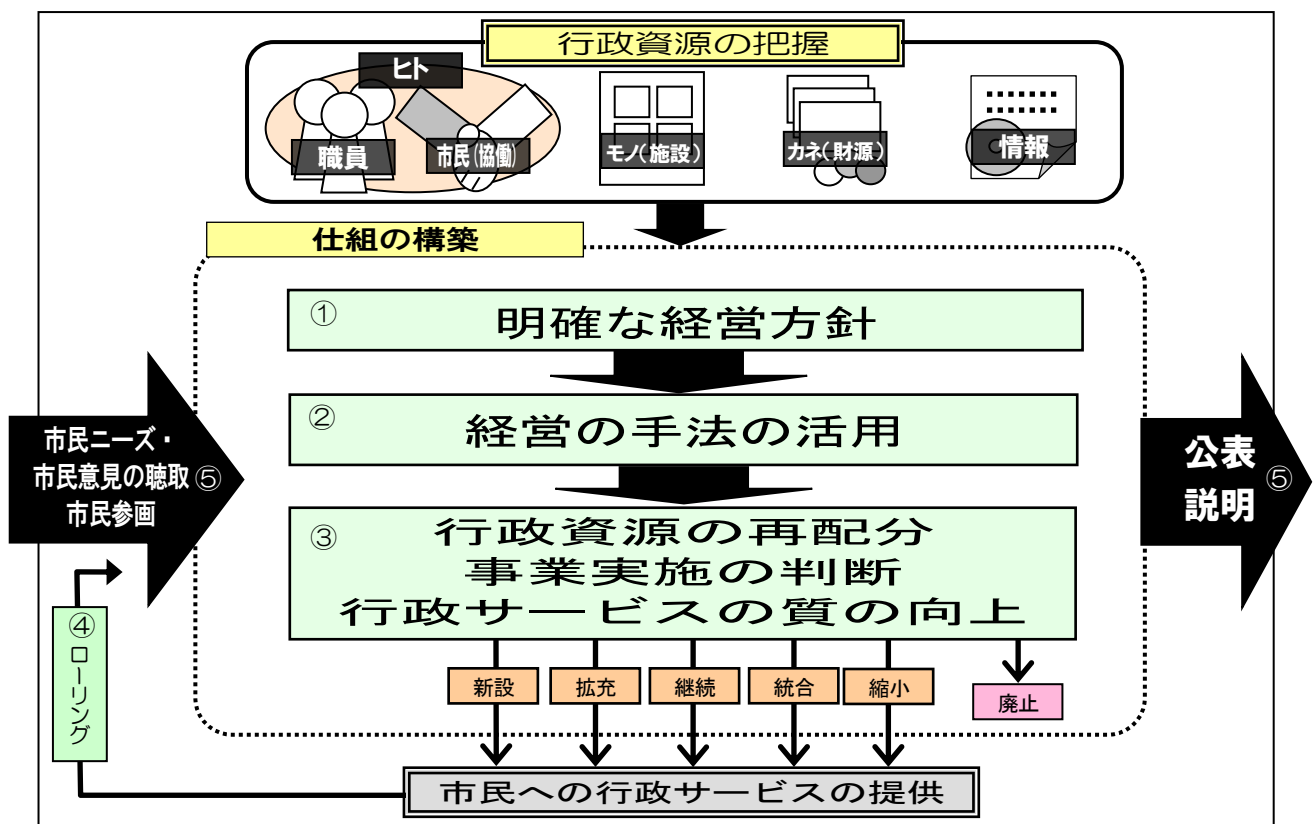 行政資源の把握
ヒト
職員
市民(協働)
モノ(施設)
カネ(財源)
情報
仕組の構築
①
明確な経営方針
②
経営の手法の活用
③
行政資源の再配分
事業実施の判断
行政サービスの質の向上
市民ニーズ・
市民意見の聴取⑤
市民参画
公表
説明
⑤
④ローリング
新設
拡充
継続
統合
縮小
廃止
市民への行政サービスの提供